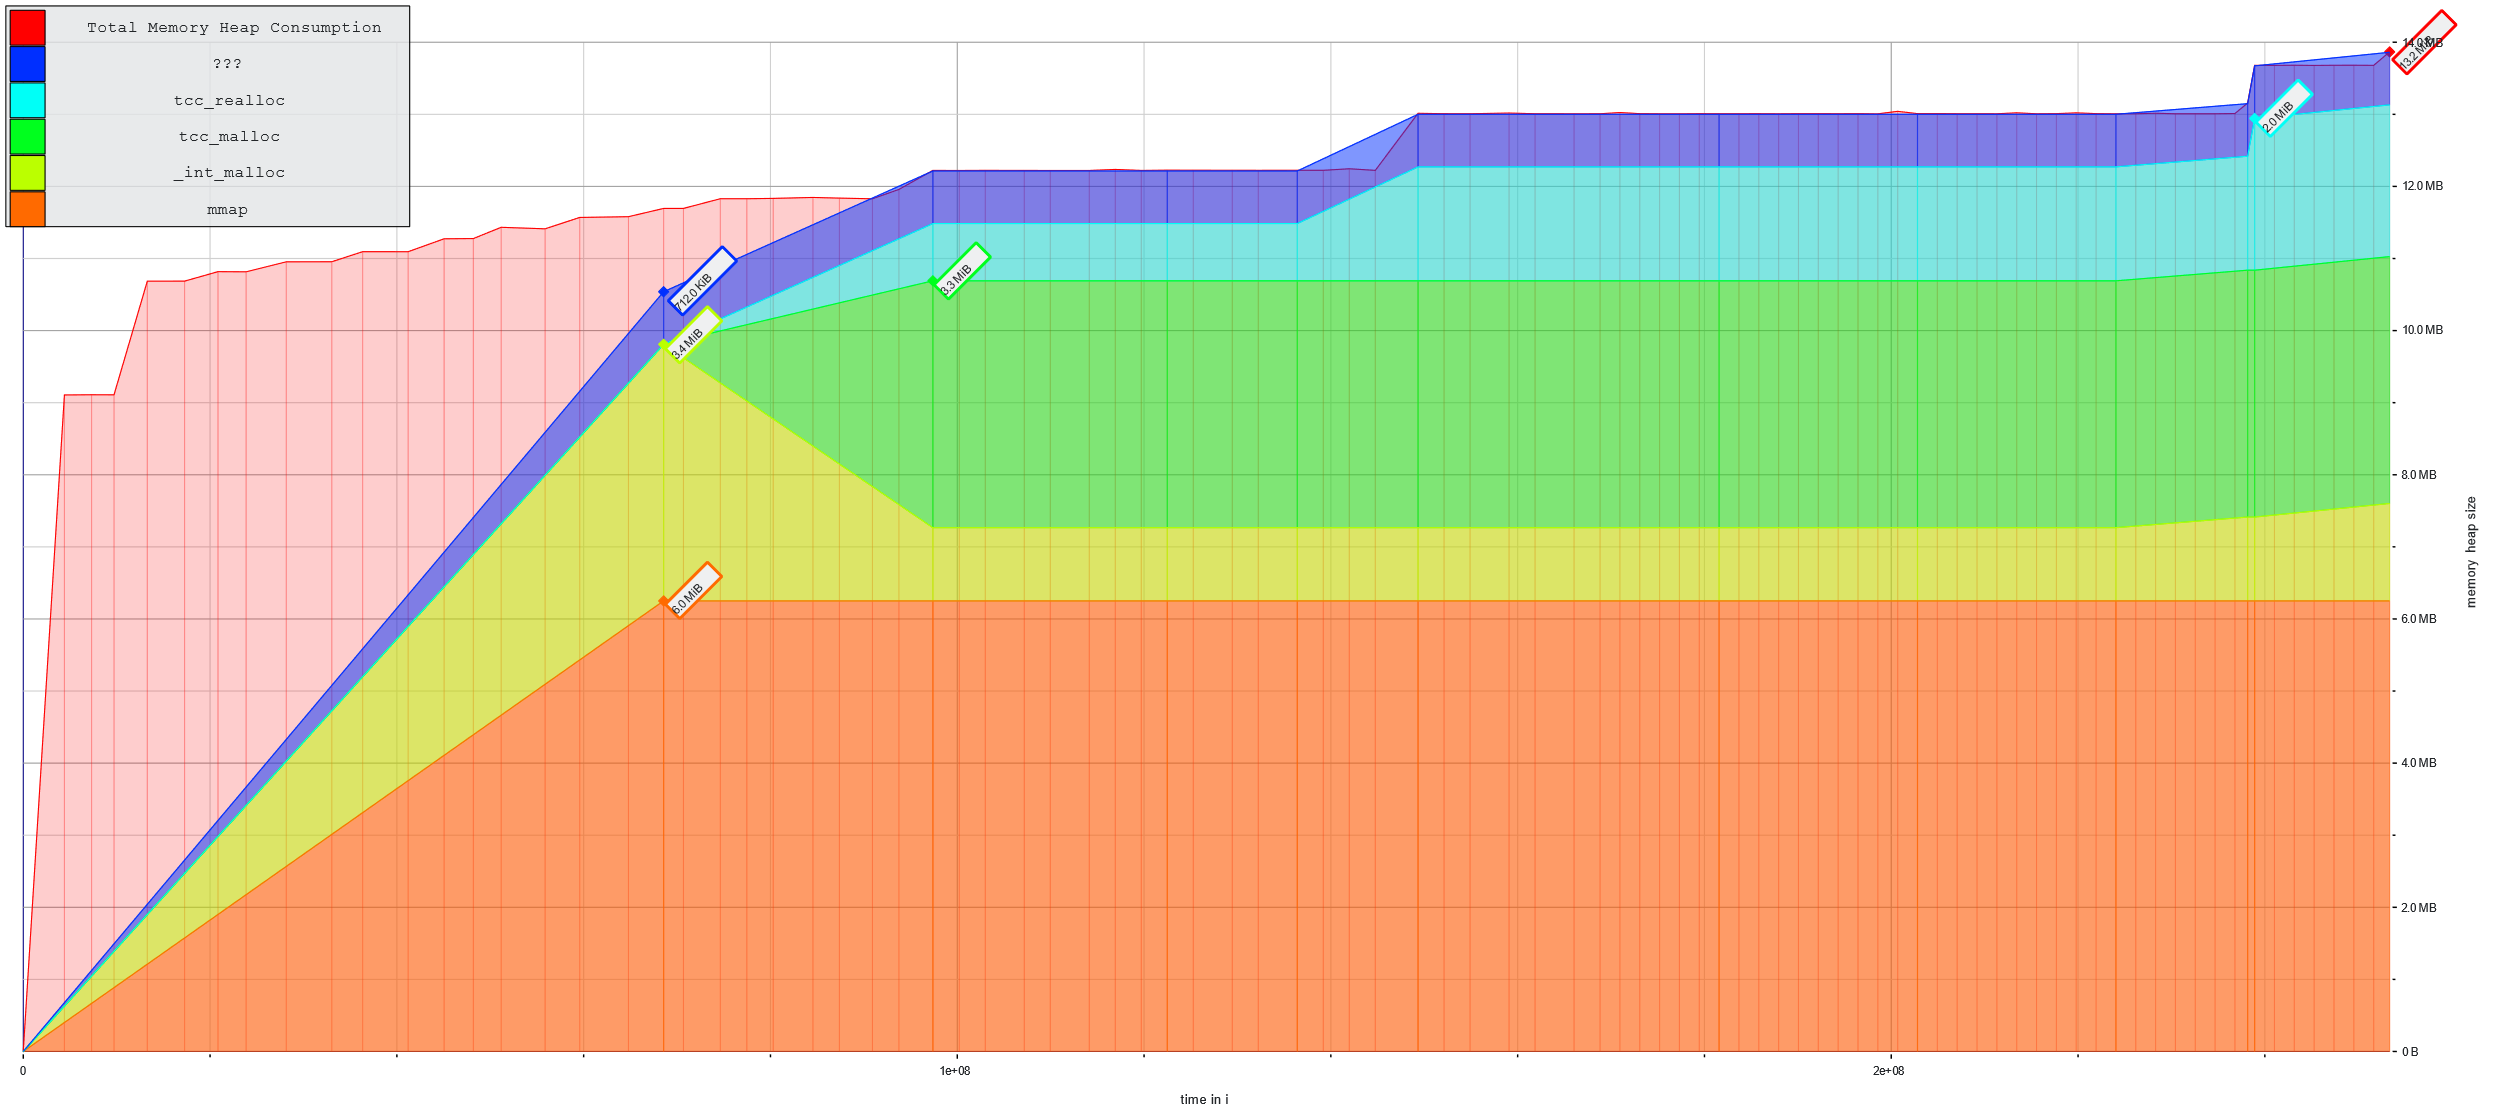 Total Memory Heap Consumption
???
tcc_realloc
tcc_malloc
_int_malloc
mmap
712.0 KiB
3.4 MiB
6.0 MiB
3.3 MiB
2.0 MiB
13.2 MiB
14.0 MB
12.0 MB
10.0 MB
8.0 MB
6.0 MB
4.0 MB
2.0 MB
0 B
memory heap size
0
1e+08
2e+08
time in i